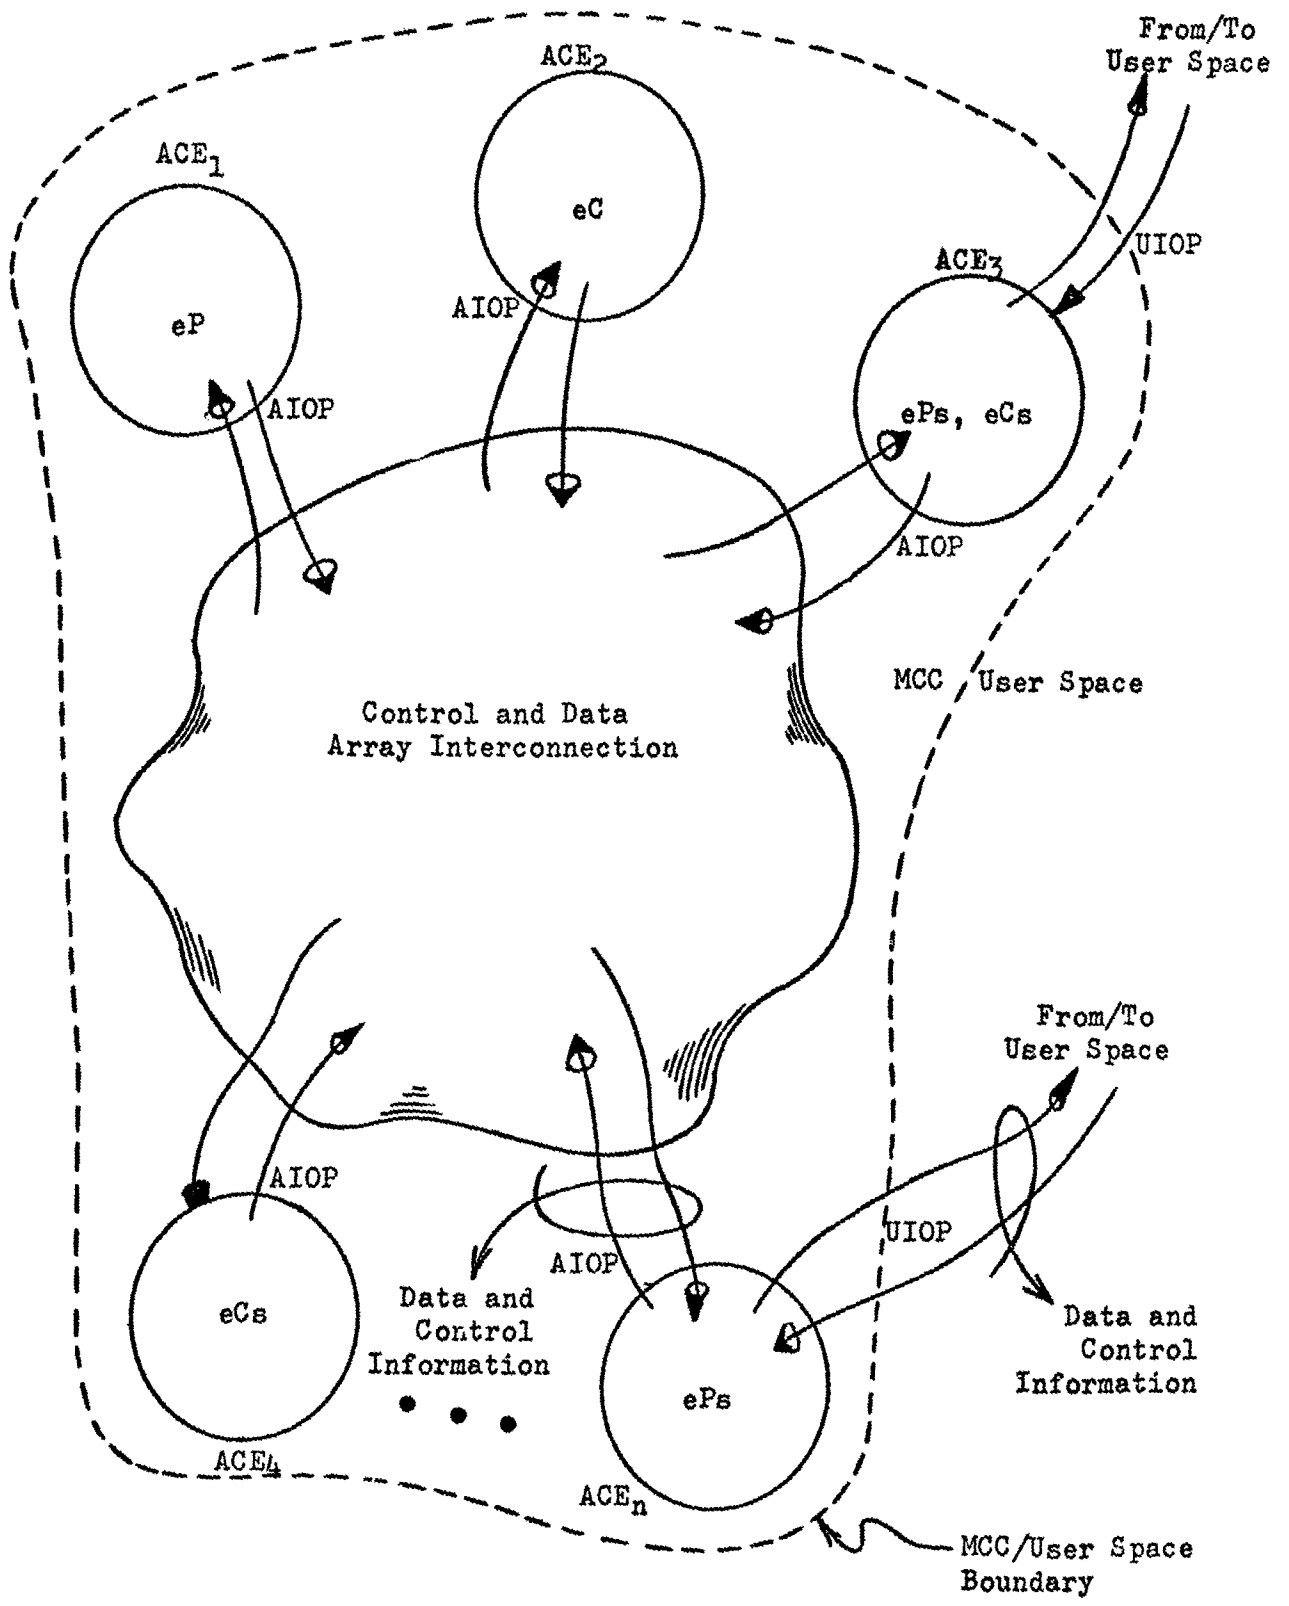 From/To
User Space
ACE2
ACE1
eC
UIOP
ACE3
AIOP
eP
AIOP
ePs, eCs
AIOP
MCC / User Space
Control and Data
Array Interconnection
From/To
User Space
AIOP
UIOP
AIOP
Data and
Control
Information
eCs
Data and
Control
Information
ePs
ACE4
ACEn
MCC/User Space
Boundary